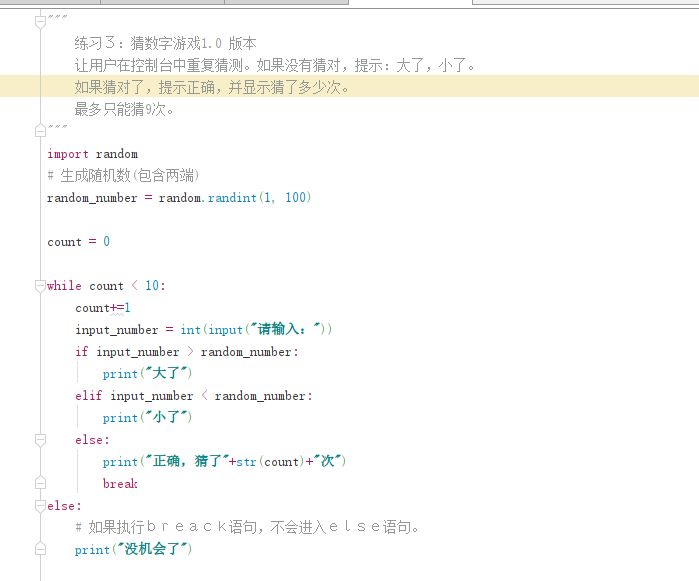 """
练习３：猜数字游戏1.0 版本
让用户在控制台中重复猜测。如果没有猜对，提示：大了，小了。
如果猜对了，提示正确，并显示猜了多少次。
最多只能猜9次。
"""
import random
# 生成随机数(包含两端)
random_number = random.randint(1, 100)
count = 0
while count < 10:
count+=1
input_number = int(input("请输入："))
if input_number > random_number:
print("大了")
elif input_number < random_number:
print("小了")
else:
print("正确，猜了"+str(count)+"次")
break
else:
# 如果执行ｂｒｅａｃｋ语句，不会进入ｅｌｓｅ语句。
print("没机会了")